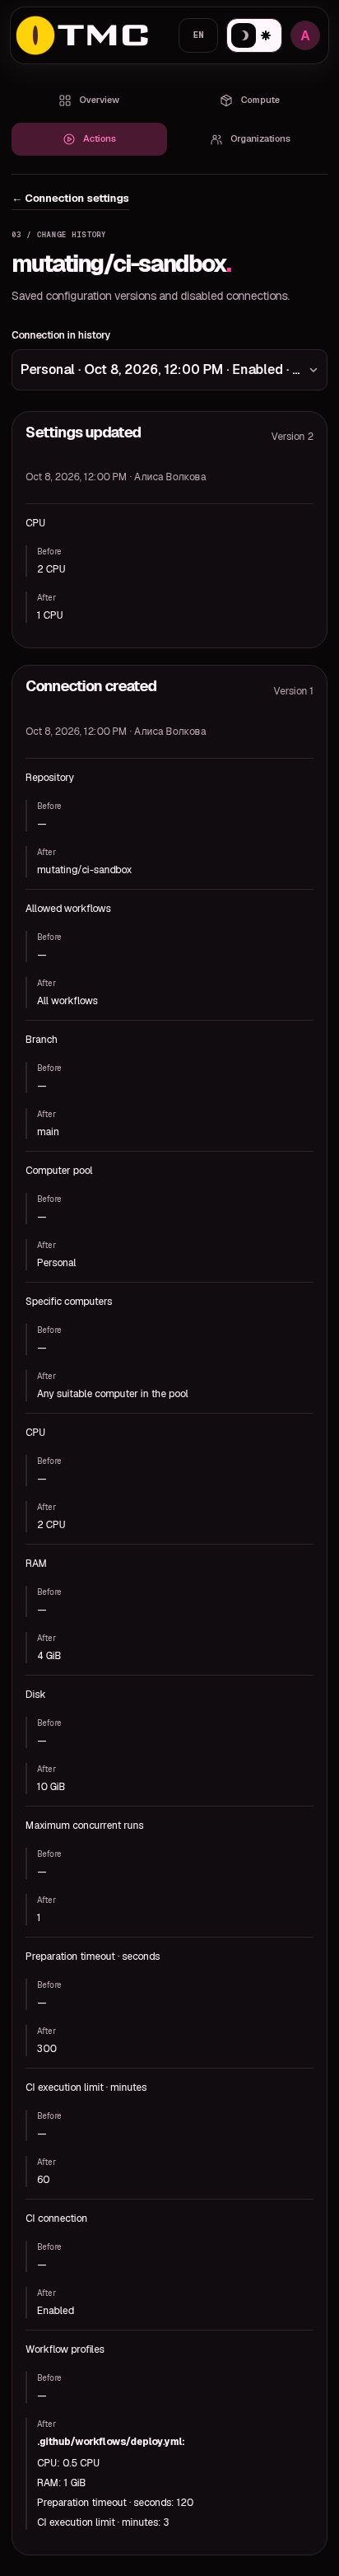 TMC
EN
A
Overview
Compute
Actions
Organizations
← Connection settings
03 / CHANGE HISTORY
mutating/ci-sandbox.
Saved configuration versions and disabled connections.
Connection in history
Personal · Oct 8, 2026, 12:00 PM · Enabled · ...
Settings updated
Version 2
Oct 8, 2026, 12:00 PM · Алиса Волкова
CPU
Before
2 CPU
After
1 CPU
Connection created
Version 1
Oct 8, 2026, 12:00 PM · Алиса Волкова
Repository
Before
—
After
mutating/ci-sandbox
Allowed workflows
Before
—
After
All workflows
Branch
Before
—
After
main
Computer pool
Before
—
After
Personal
Specific computers
Before
—
After
Any suitable computer in the pool
CPU
Before
—
After
2 CPU
RAM
Before
—
After
4 GiB
Disk
Before
—
After
10 GiB
Maximum concurrent runs
Before
—
After
1
Preparation timeout · seconds
Before
—
After
300
CI execution limit · minutes
Before
—
After
60
CI connection
Before
—
After
Enabled
Workflow profiles
Before
—
After
.github/workflows/deploy.yml:
CPU: 0.5 CPU
RAM: 1 GiB
Preparation timeout · seconds: 120
CI execution limit · minutes: 3